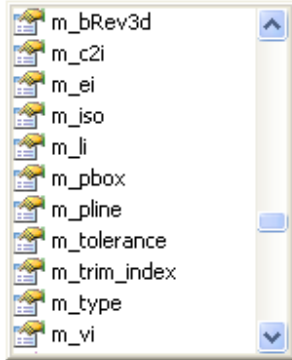 m_bRev3d
m_c2i
m_ei
m_iso
m_li
m_pbox
m_pline
m_tolerance
m_trim_index
m_type
m_vi